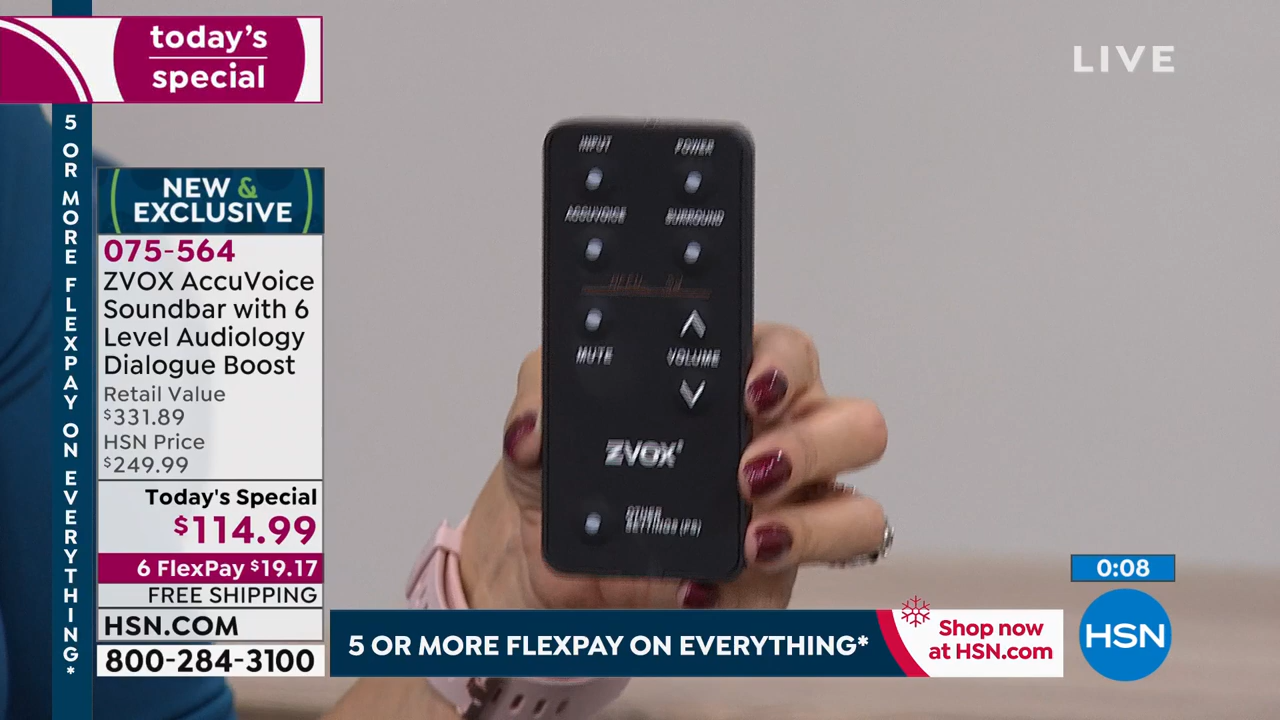 today's
special
LIVE
5 OR MORE FLEXPAY ON EVERYTHING*
NEW &
EXCLUSIVE
075-564
ZVOX AccuVoice
Soundbar with 6
Level Audiology
Dialogue Boost
Retail Value
$331.89
HSN Price
$249.99
Today's Special
$114.99
6 FlexPay $19.17
FREE SHIPPING
HSN.COM
800-284-3100
INPUT
POWER
ACCUVOICE
SURROUND
MUTE
VOLUME
ZVOX
OTHER
SETTINGS (PS)
5 OR MORE FLEXPAY ON EVERYTHING*
Shop now
at HSN.com
0:08
HSN